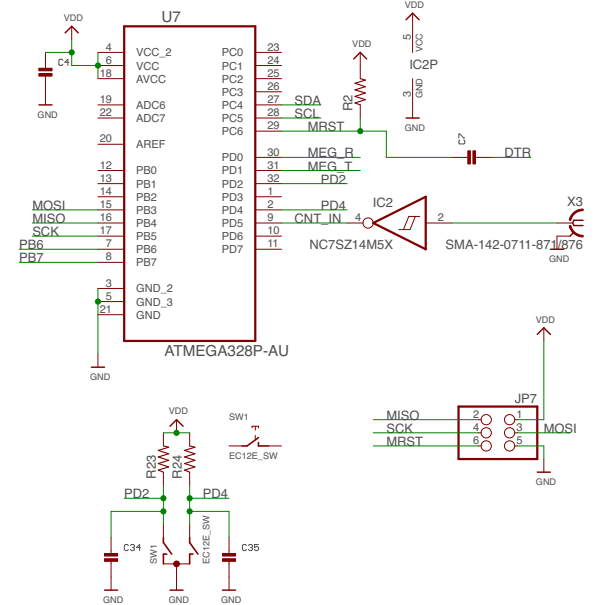 U7
VDD
C4
GND
4 VCC_2 PC0 23
6 VCC PC1 24
18 AVCC PC2 25
PC3 26
19 ADC6 PC4 27 SDA
22 ADC7 PC5 28 SCL
PC6 29 MRST
20 AREF
PD0 30 MEG_R
12 PB0 PD1 31 MEG_T
13 PB1 PD2 32 PD2
14 PB2 PD3 1
MOSI 15 PB3 PD4 2 PD4
MISO 16 PB4 PD5 9 CNT_IN
SCK 17 PB5 PD6 10
PB6 7 PB6 PD7 11
PB7 8 PB7
3 GND_2
5 GND_3
21 GND
ATMEGA328P-AU
GND
VDD
R2
VDD
5 VCC
IC2P
3 GND
GND
C7
DTR
IC2
4
2
NC7SZ14M5X
X3
SMA-142-0711-871/876
GND
VDD
R23
R24
PD2
PD4
C34
SW1
EC12E_SW
C35
GND
GND
GND
SW1
EC12E_SW
VDD
JP7
MISO 2 1
SCK 4 3 MOSI
MRST 6 5
GND